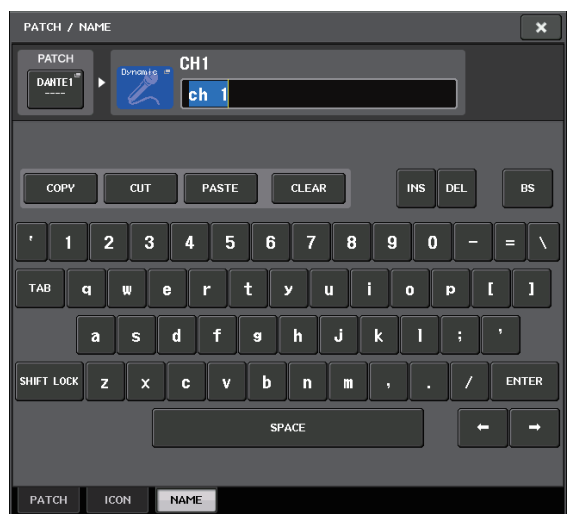 PATCH / NAME ×
PATCH
DANTE1
----
Dynamic
CH1
ch 1
COPY CUT PASTE CLEAR INS DEL BS
' 1 2 3 4 5 6 7 8 9 0 - = \
TAB q w e r t y u i o p [ ]
a s d f g h j k l ; '
SHIFT LOCK z x c v b n m , . / ENTER
SPACE ← →
PATCH ICON NAME